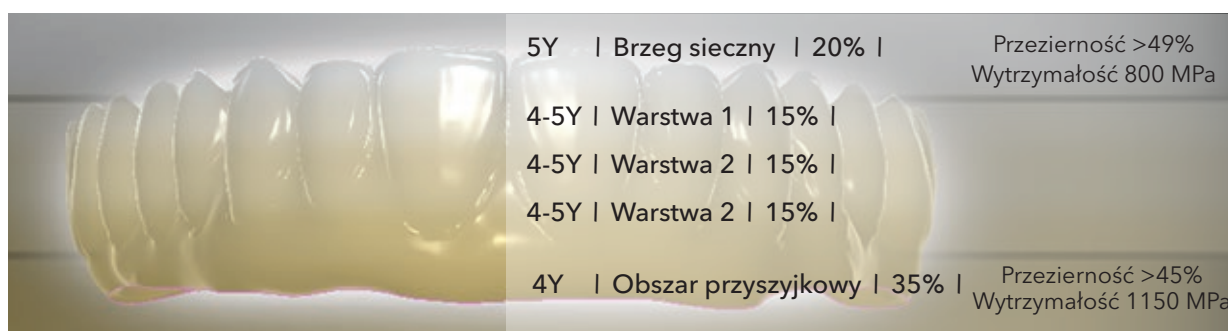 5Y | Brzeg sieczny | 20% |
Przezierność >49%
Wytrzymałość 800 MPa
4-5Y | Warstwa 1 | 15% |
4-5Y | Warstwa 2 | 15% |
4-5Y | Warstwa 2 | 15% |
4Y | Obszar przyszyjkowy | 35% |
Przezierność >45%
Wytrzymałość 1150 MPa